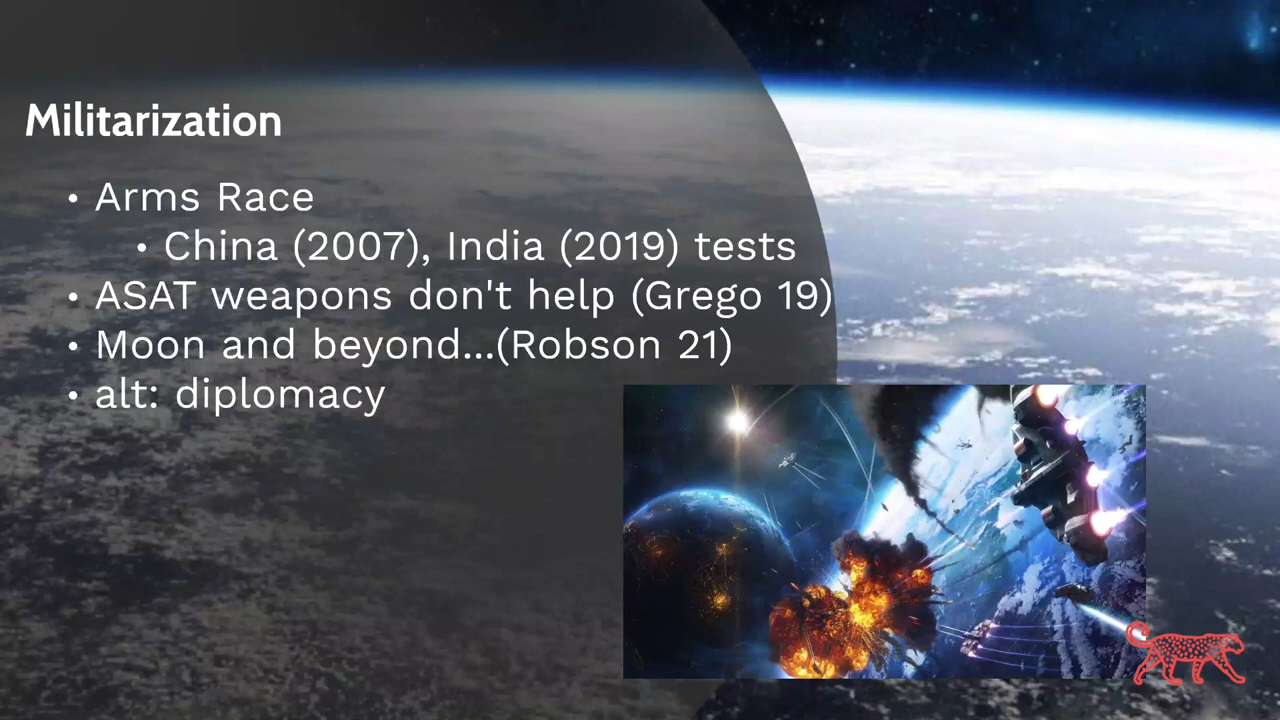 Militarization
• Arms Race
• China (2007), India (2019) tests
• ASAT weapons don't help (Grego 19)
• Moon and beyond...(Robson 21)
• alt: diplomacy